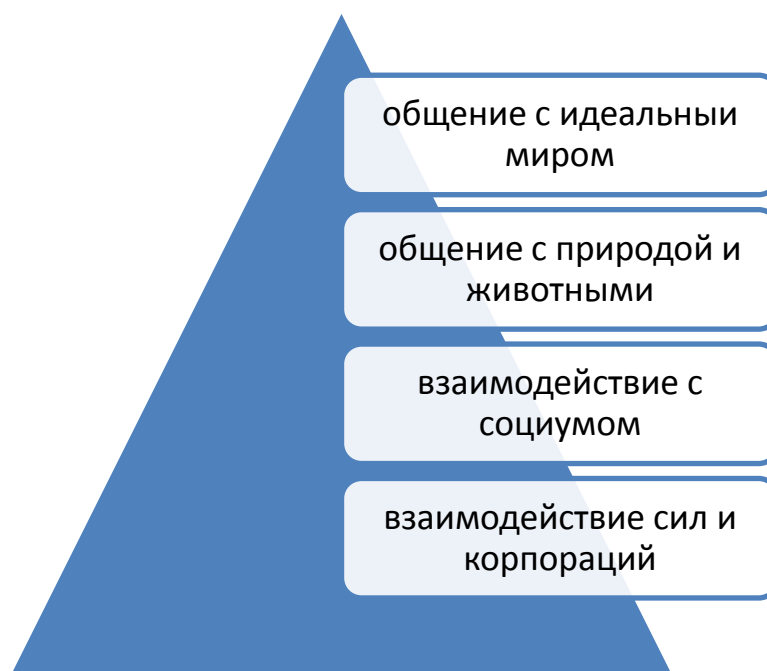 общение с идеальныи
миром
общение с природой и
животными
взаимодействие с
социумом
взаимодействие сил и
корпораций